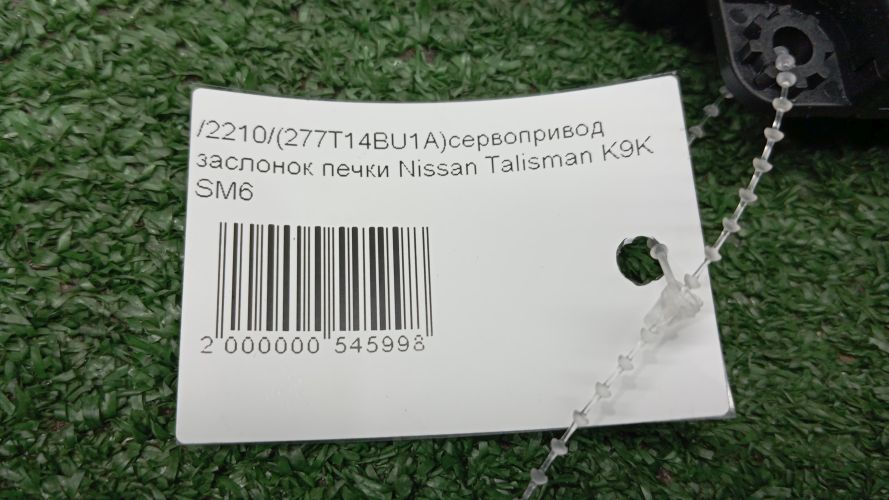 /2210/(277T14BU1A)сервопривод
заслонок печки Nissan Talisman K9K
SM6
2 000000 545998